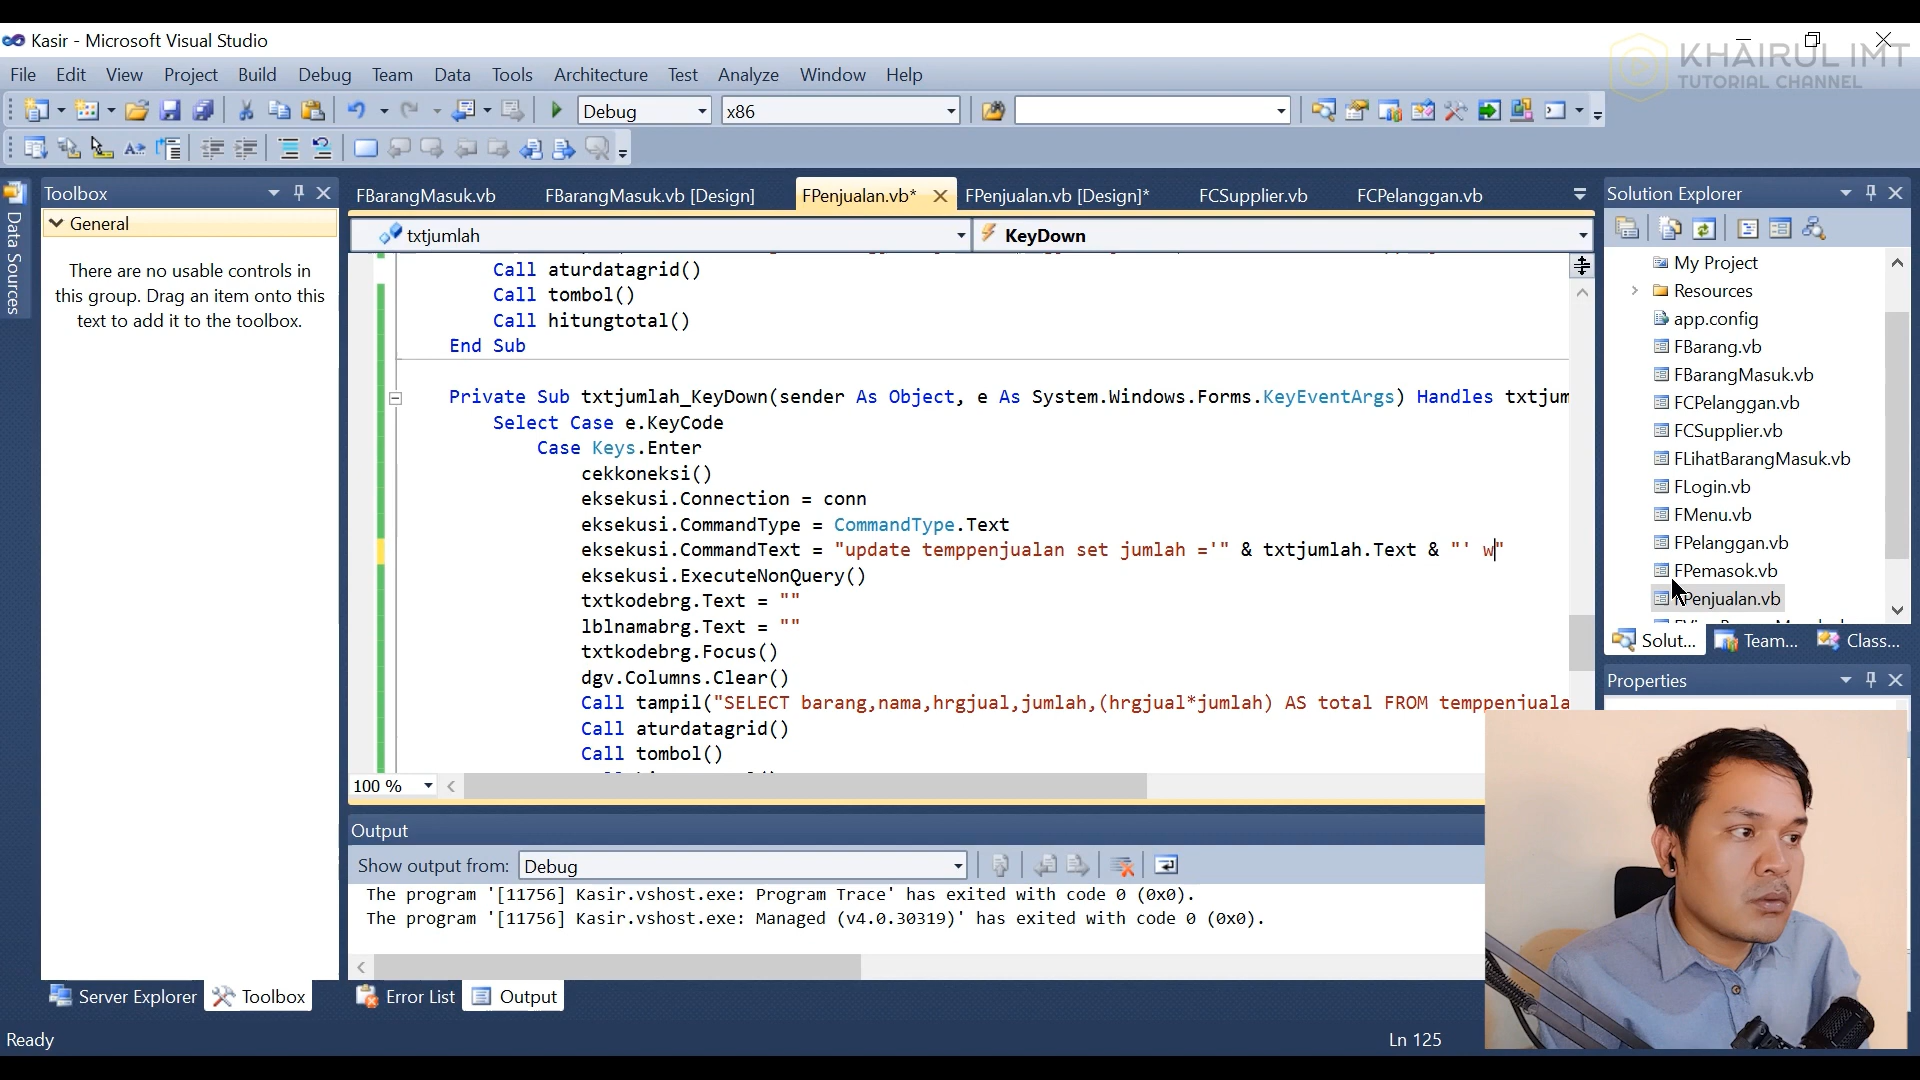 Kasir - Microsoft Visual Studio
KHAIRUL IMT
TUTORIAL CHANNEL
File Edit View Project Build Debug Team Data Tools Architecture Test Analyze Window Help
Debug x86
Data Sources
Toolbox
General
There are no usable controls in
this group. Drag an item onto this
text to add it to the toolbox.
FBarangMasuk.vb FBarangMasuk.vb [Design] FPenjualan.vb* FPenjualan.vb [Design]* FCSupplier.vb FCPelanggan.vb
txtjumlah KeyDown
Call aturdatagrid()
Call tombol()
Call hitungtotal()
End Sub
Private Sub txtjumlah_KeyDown(sender As Object, e As System.Windows.Forms.KeyEventArgs) Handles txtjum
Select Case e.KeyCode
Case Keys.Enter
cekkoneksi()
eksekusi.Connection = conn
eksekusi.CommandType = CommandType.Text
eksekusi.CommandText = "update temppenjualan set jumlah ='" & txtjumlah.Text & "' w"
eksekusi.ExecuteNonQuery()
txtkodebrg.Text = ""
lblnamabrg.Text = ""
txtkodebrg.Focus()
dgv.Columns.Clear()
Call tampil("SELECT barang,nama,hrgjual,jumlah,(hrgjual*jumlah) AS total FROM temppenjuala
Call aturdatagrid()
Call tombol()
100 %
Solution Explorer
My Project
Resources
app.config
FBarang.vb
FBarangMasuk.vb
FCPelanggan.vb
FCSupplier.vb
FLihatBarangMasuk.vb
FLogin.vb
FMenu.vb
FPelanggan.vb
FPemasok.vb
FPenjualan.vb
Solut... Team... Class...
Properties
Output
Show output from: Debug
The program '[11756] Kasir.vshost.exe: Program Trace' has exited with code 0 (0x0).
The program '[11756] Kasir.vshost.exe: Managed (v4.0.30319)' has exited with code 0 (0x0).
Server Explorer Toolbox Error List Output
Ready Ln 125